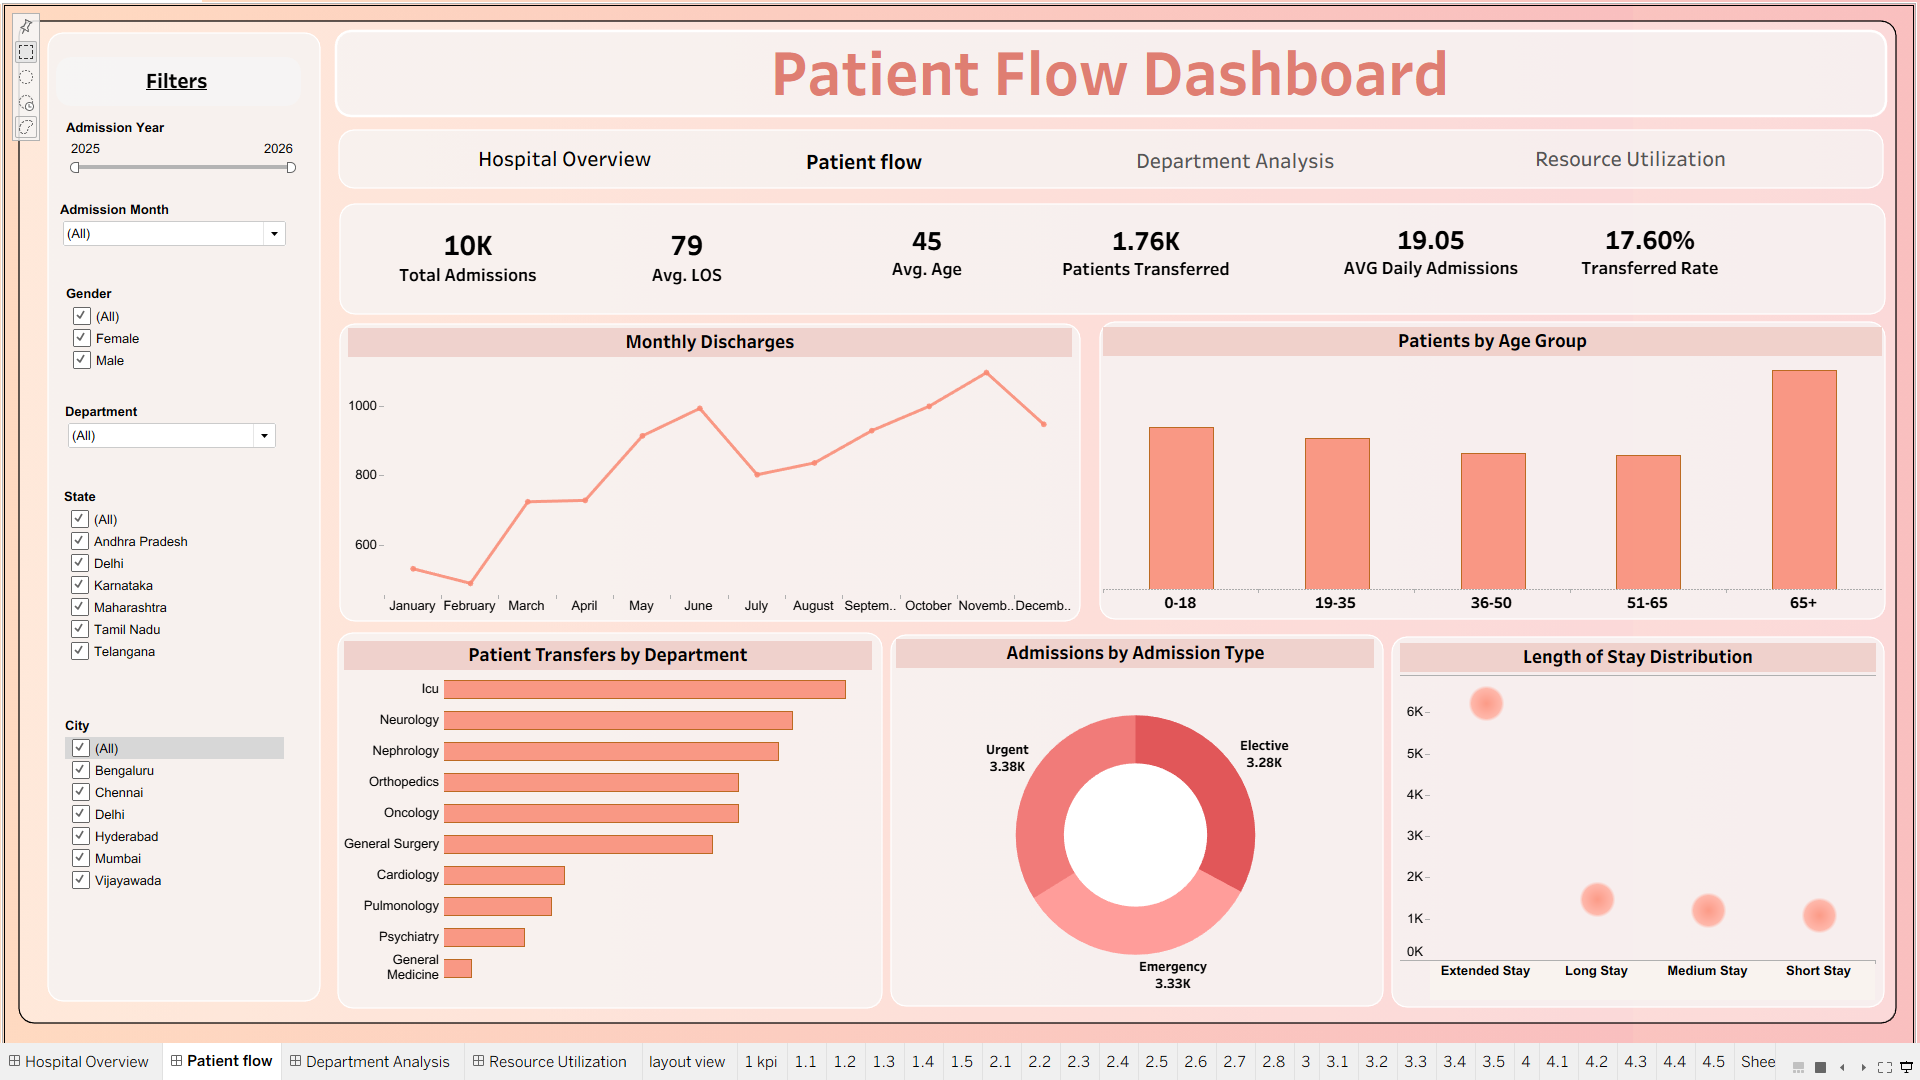 Patient Flow Dashboard
Filters
Admission Year
2025 2026
Admission Month
(All)
Gender
(All)
Female
Male
Department
(All)
State
(All)
Andhra Pradesh
Delhi
Karnataka
Maharashtra
Tamil Nadu
Telangana
City
(All)
Bengaluru
Chennai
Delhi
Hyderabad
Mumbai
Vijayawada
Hospital Overview Patient flow Department Analysis Resource Utilization
10K 79 45 1.76K 19.05 17.60%
Total Admissions Avg. LOS Avg. Age Patients Transferred AVG Daily Admissions Transferred Rate
Monthly Discharges
1000
800
600
January February March April May June July August Septem.. October Novemb.. Decemb..
Patients by Age Group
0-18 19-35 36-50 51-65 65+
Patient Transfers by Department
Icu
Neurology
Nephrology
Orthopedics
Oncology
General Surgery
Cardiology
Pulmonology
Psychiatry
General
Medicine
Admissions by Admission Type
Urgent
3.38K
Elective
3.28K
Emergency
3.33K
Length of Stay Distribution
6K
5K
4K
3K
2K
1K
0K
Extended Stay Long Stay Medium Stay Short Stay
Hospital Overview Patient flow Department Analysis Resource Utilization layout view 1 kpi 1.1 1.2 1.3 1.4 1.5 2.1 2.2 2.3 2.4 2.5 2.6 2.7 2.8 3 3.1 3.2 3.3 3.4 3.5 4 4.1 4.2 4.3 4.4 4.5 Shee